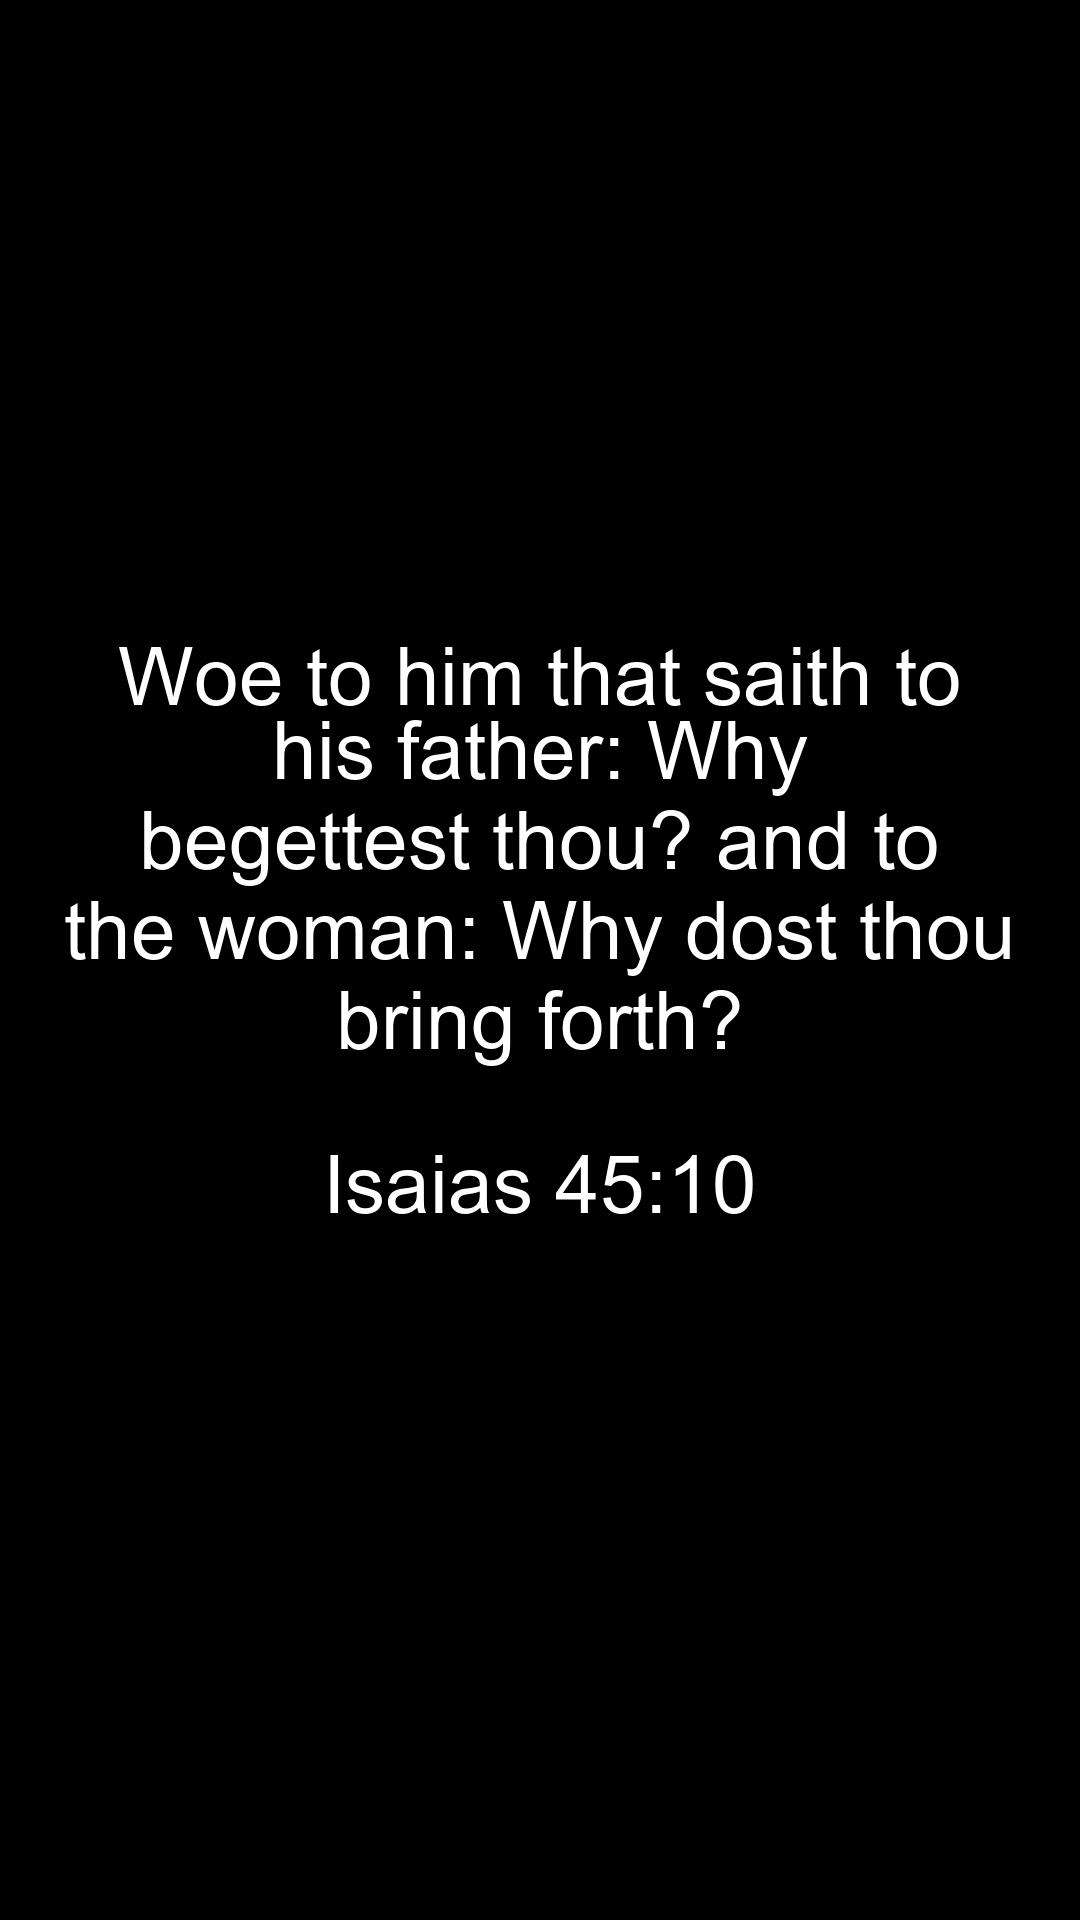 Woe to him that saith to
his father: Why
begettest thou? and to
the woman: Why dost thou
bring forth?
Isaias 45:10